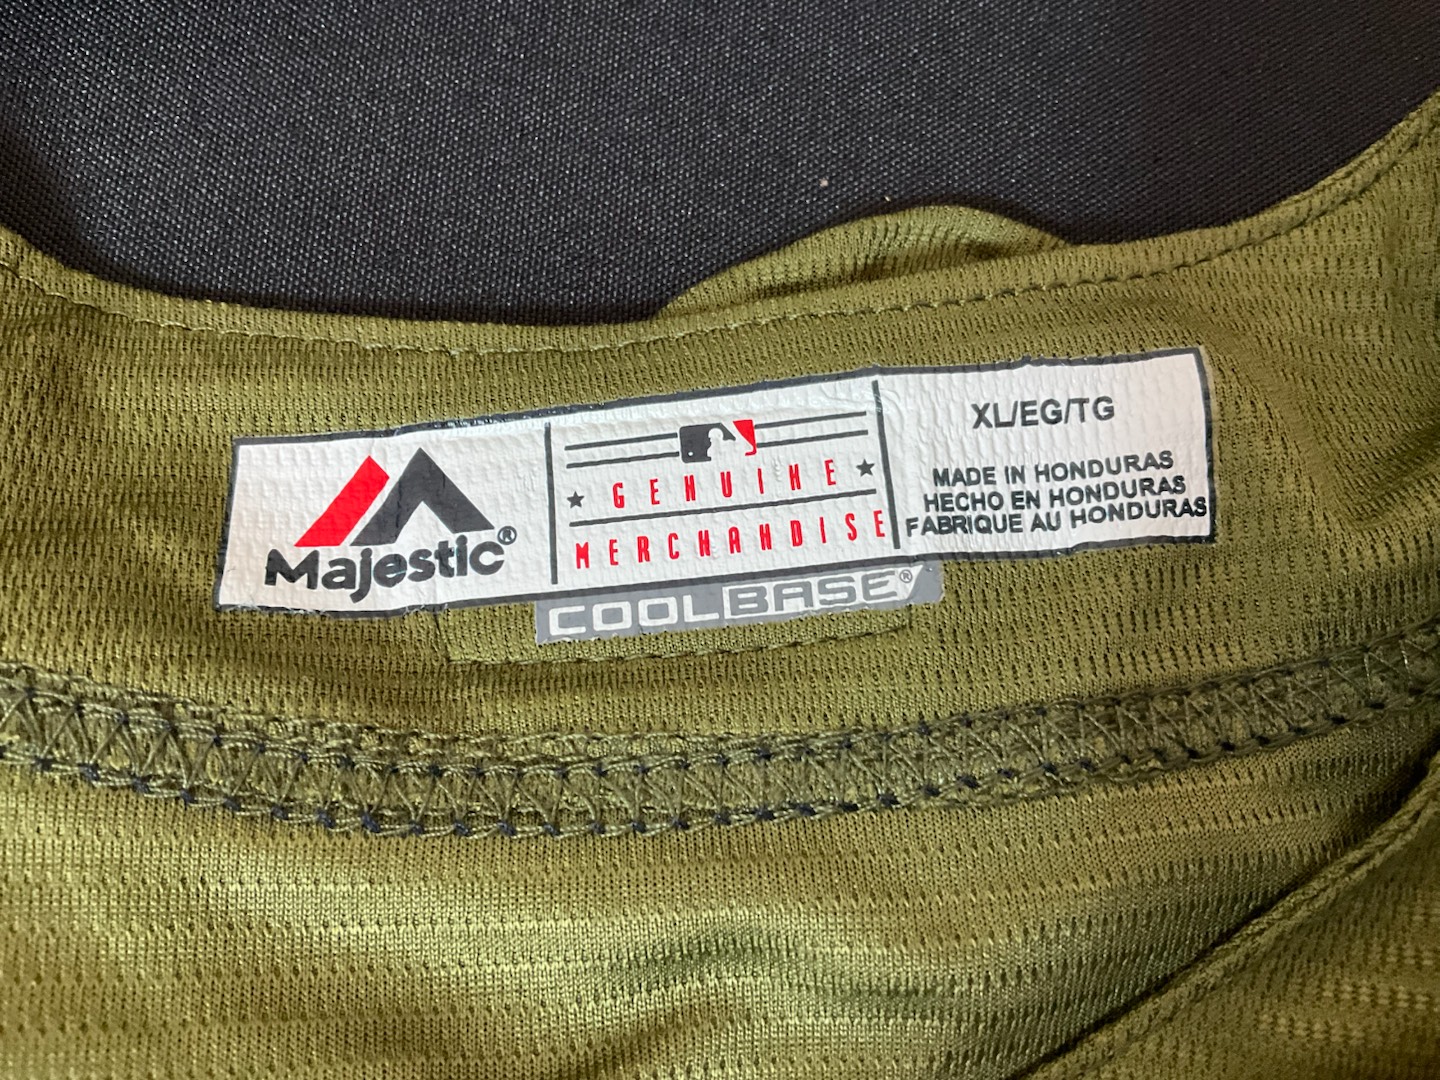 Majestic®
GENUINE
MERCHANDISE
COOLBASE®
XL/EG/TG
MADE IN HONDURAS
HECHO EN HONDURAS
FABRIQUE AU HONDURAS